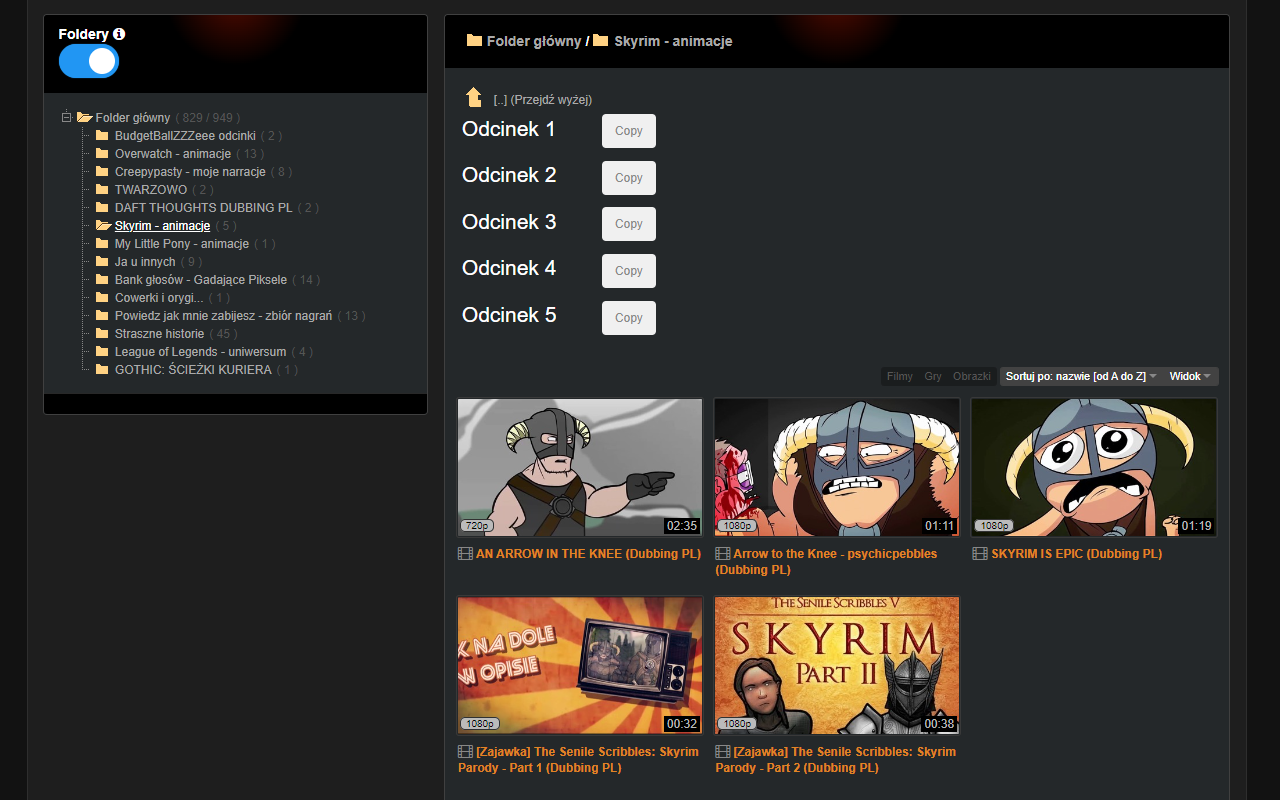 Foldery
Folder główny ( 829 / 949 )
BudgetBallZZZeee odcinki ( 2 )
Overwatch - animacje ( 13 )
Creepypasty - moje narracje ( 8 )
TWARZOWO ( 2 )
DAFT THOUGHTS DUBBING PL ( 2 )
Skyrim - animacje ( 5 )
My Little Pony - animacje ( 1 )
Ja u innych ( 9 )
Bank głosów - Gadające Piksele ( 14 )
Cowerki i orygi... ( 1 )
Powiedz jak mnie zabijesz - zbiór nagrań ( 13 )
Straszne historie ( 45 )
League of Legends - uniwersum ( 4 )
GOTHIC: ŚCIEŻKI KURIERA ( 1 )
Folder główny / Skyrim - animacje
[..] (Przejdź wyżej)
Odcinek 1 Copy
Odcinek 2 Copy
Odcinek 3 Copy
Odcinek 4 Copy
Odcinek 5 Copy
Filmy Gry Obrazki Sortuj po: nazwie [od A do Z] Widok
720p 02:35
AN ARROW IN THE KNEE (Dubbing PL)
1080p 01:11
Arrow to the Knee - psychicpebbles
(Dubbing PL)
1080p 01:19
SKYRIM IS EPIC (Dubbing PL)
K NA DOLE
W OPISIE
1080p 00:32
[Zajawka] The Senile Scribbles: Skyrim
Parody - Part 1 (Dubbing PL)
THE SENILE SCRIBBLES V
SKYRIM
PART II
1080p 00:38
[Zajawka] The Senile Scribbles: Skyrim
Parody - Part 2 (Dubbing PL)